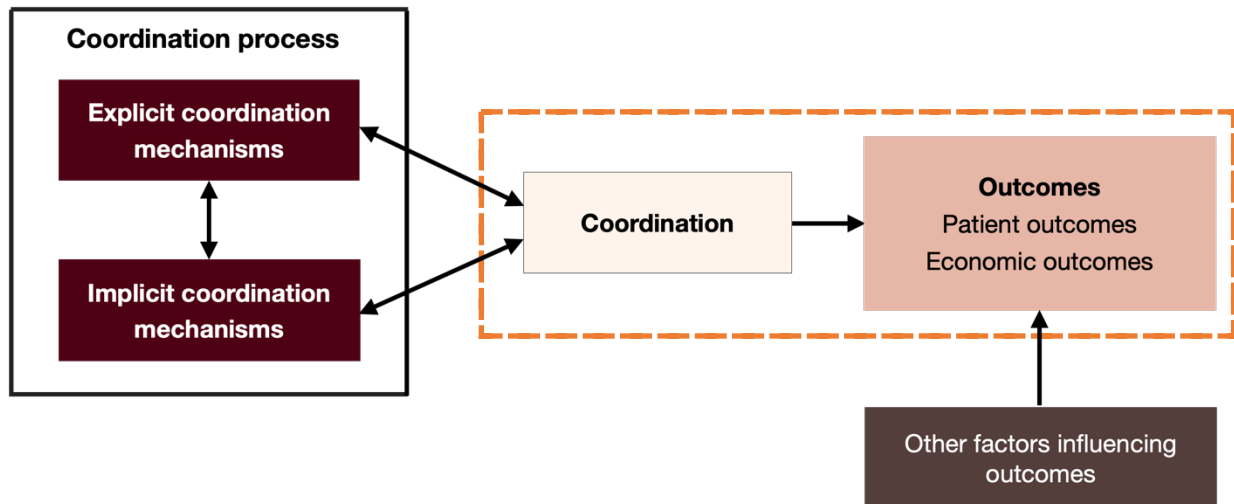 Coordination process
Explicit coordination
mechanisms
Implicit coordination
mechanisms
Coordination
Outcomes
Patient outcomes
Economic outcomes
Other factors influencing
outcomes